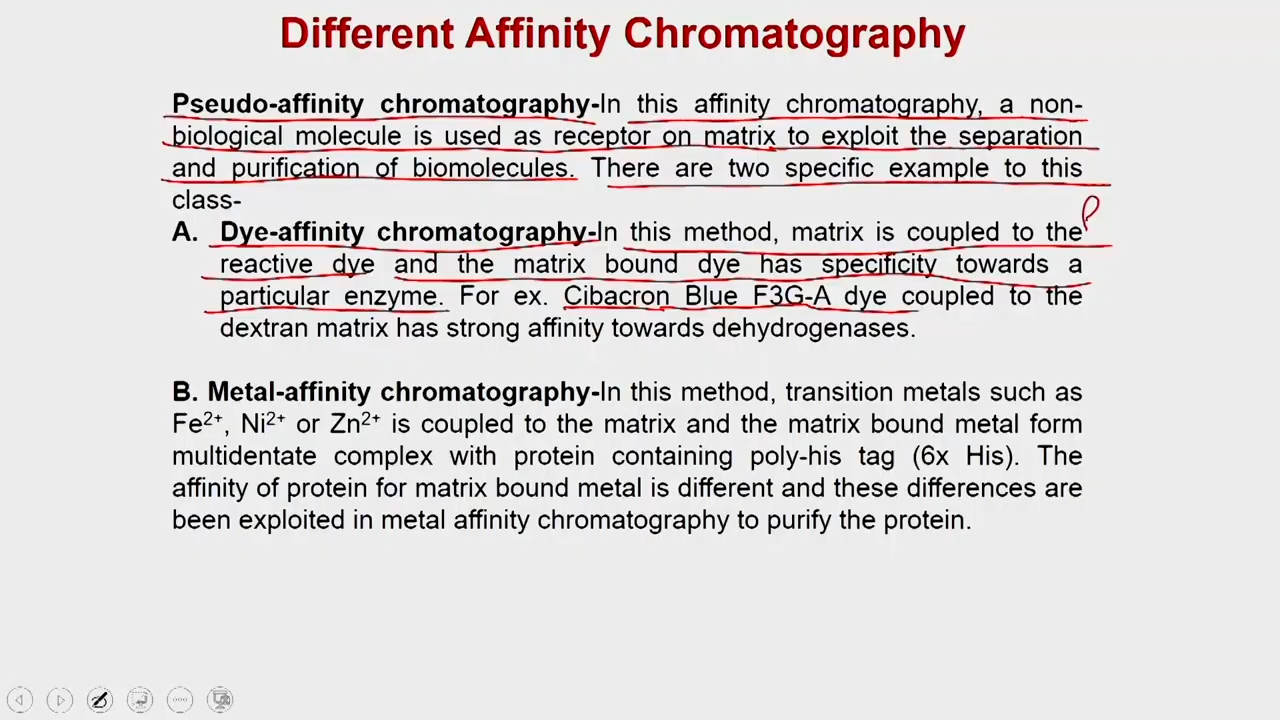 Different Affinity Chromatography
Pseudo-affinity chromatography-In this affinity chromatography, a non-
biological molecule is used as receptor on matrix to exploit the separation
and purification of biomolecules. There are two specific example to this
class-
A. Dye-affinity chromatography-In this method, matrix is coupled to the
reactive dye and the matrix bound dye has specificity towards a
particular enzyme. For ex. Cibacron Blue F3G-A dye coupled to the
dextran matrix has strong affinity towards dehydrogenases.
B. Metal-affinity chromatography-In this method, transition metals such as
Fe²⁺, Ni²⁺ or Zn²⁺ is coupled to the matrix and the matrix bound metal form
multidentate complex with protein containing poly-his tag (6x His). The
affinity of protein for matrix bound metal is different and these differences are
been exploited in metal affinity chromatography to purify the protein.